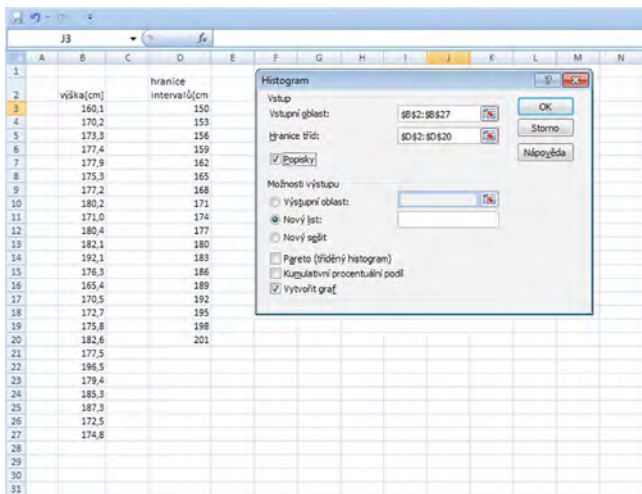 J3 fx
A B C D E F G H I J K L M N
1
hranice
2 výška[cm] intervalů[cm
3 160,1 150
4 170,2 153
5 173,3 156
6 177,4 159
7 177,9 162
8 175,3 165
9 177,2 168
10 180,2 171
11 171,0 174
12 180,4 177
13 182,1 180
14 192,1 183
15 176,3 186
16 165,4 189
17 170,5 192
18 172,7 195
19 175,8 198
20 182,6 201
21 177,5
22 196,5
23 179,4
24 185,3
25 187,3
26 172,5
27 174,8
28
29
30
31
Histogram
Vstup
Vstupní oblast: $B$2:$B$27
Hranice tříd: $D$2:$D$20
Popisky
OK
Storno
Nápověda
Možnosti výstupu
Výstupní oblast:
Nový list:
Nový sešit
Pareto (tříděný histogram)
Kumulativní procentuální podíl
Vytvořit graf